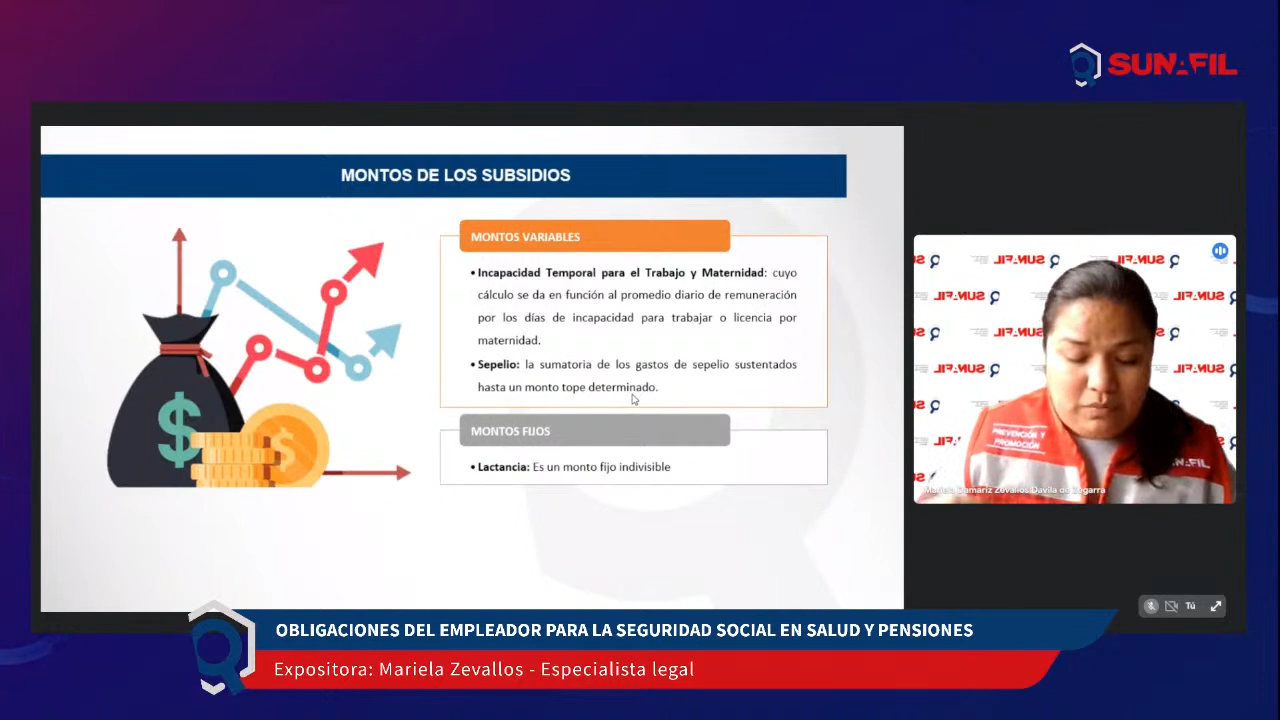 SUNAFIL
MONTOS DE LOS SUBSIDIOS
MONTOS VARIABLES
• Incapacidad Temporal para el Trabajo y Maternidad: cuyo
cálculo se da en función al promedio diario de remuneración
por los días de incapacidad para trabajar o licencia por
maternidad.
• Sepelio: la sumatoria de los gastos de sepelio sustentados
hasta un monto tope determinado.
MONTOS FIJOS
• Lactancia: Es un monto fijo indivisible
PREVENCIÓN Y
PROMOCIÓN
SUNAFIL
Zevallos Davila de
Tú
OBLIGACIONES DEL EMPLEADOR PARA LA SEGURIDAD SOCIAL EN SALUD Y PENSIONES
Expositora: Mariela Zevallos - Especialista legal